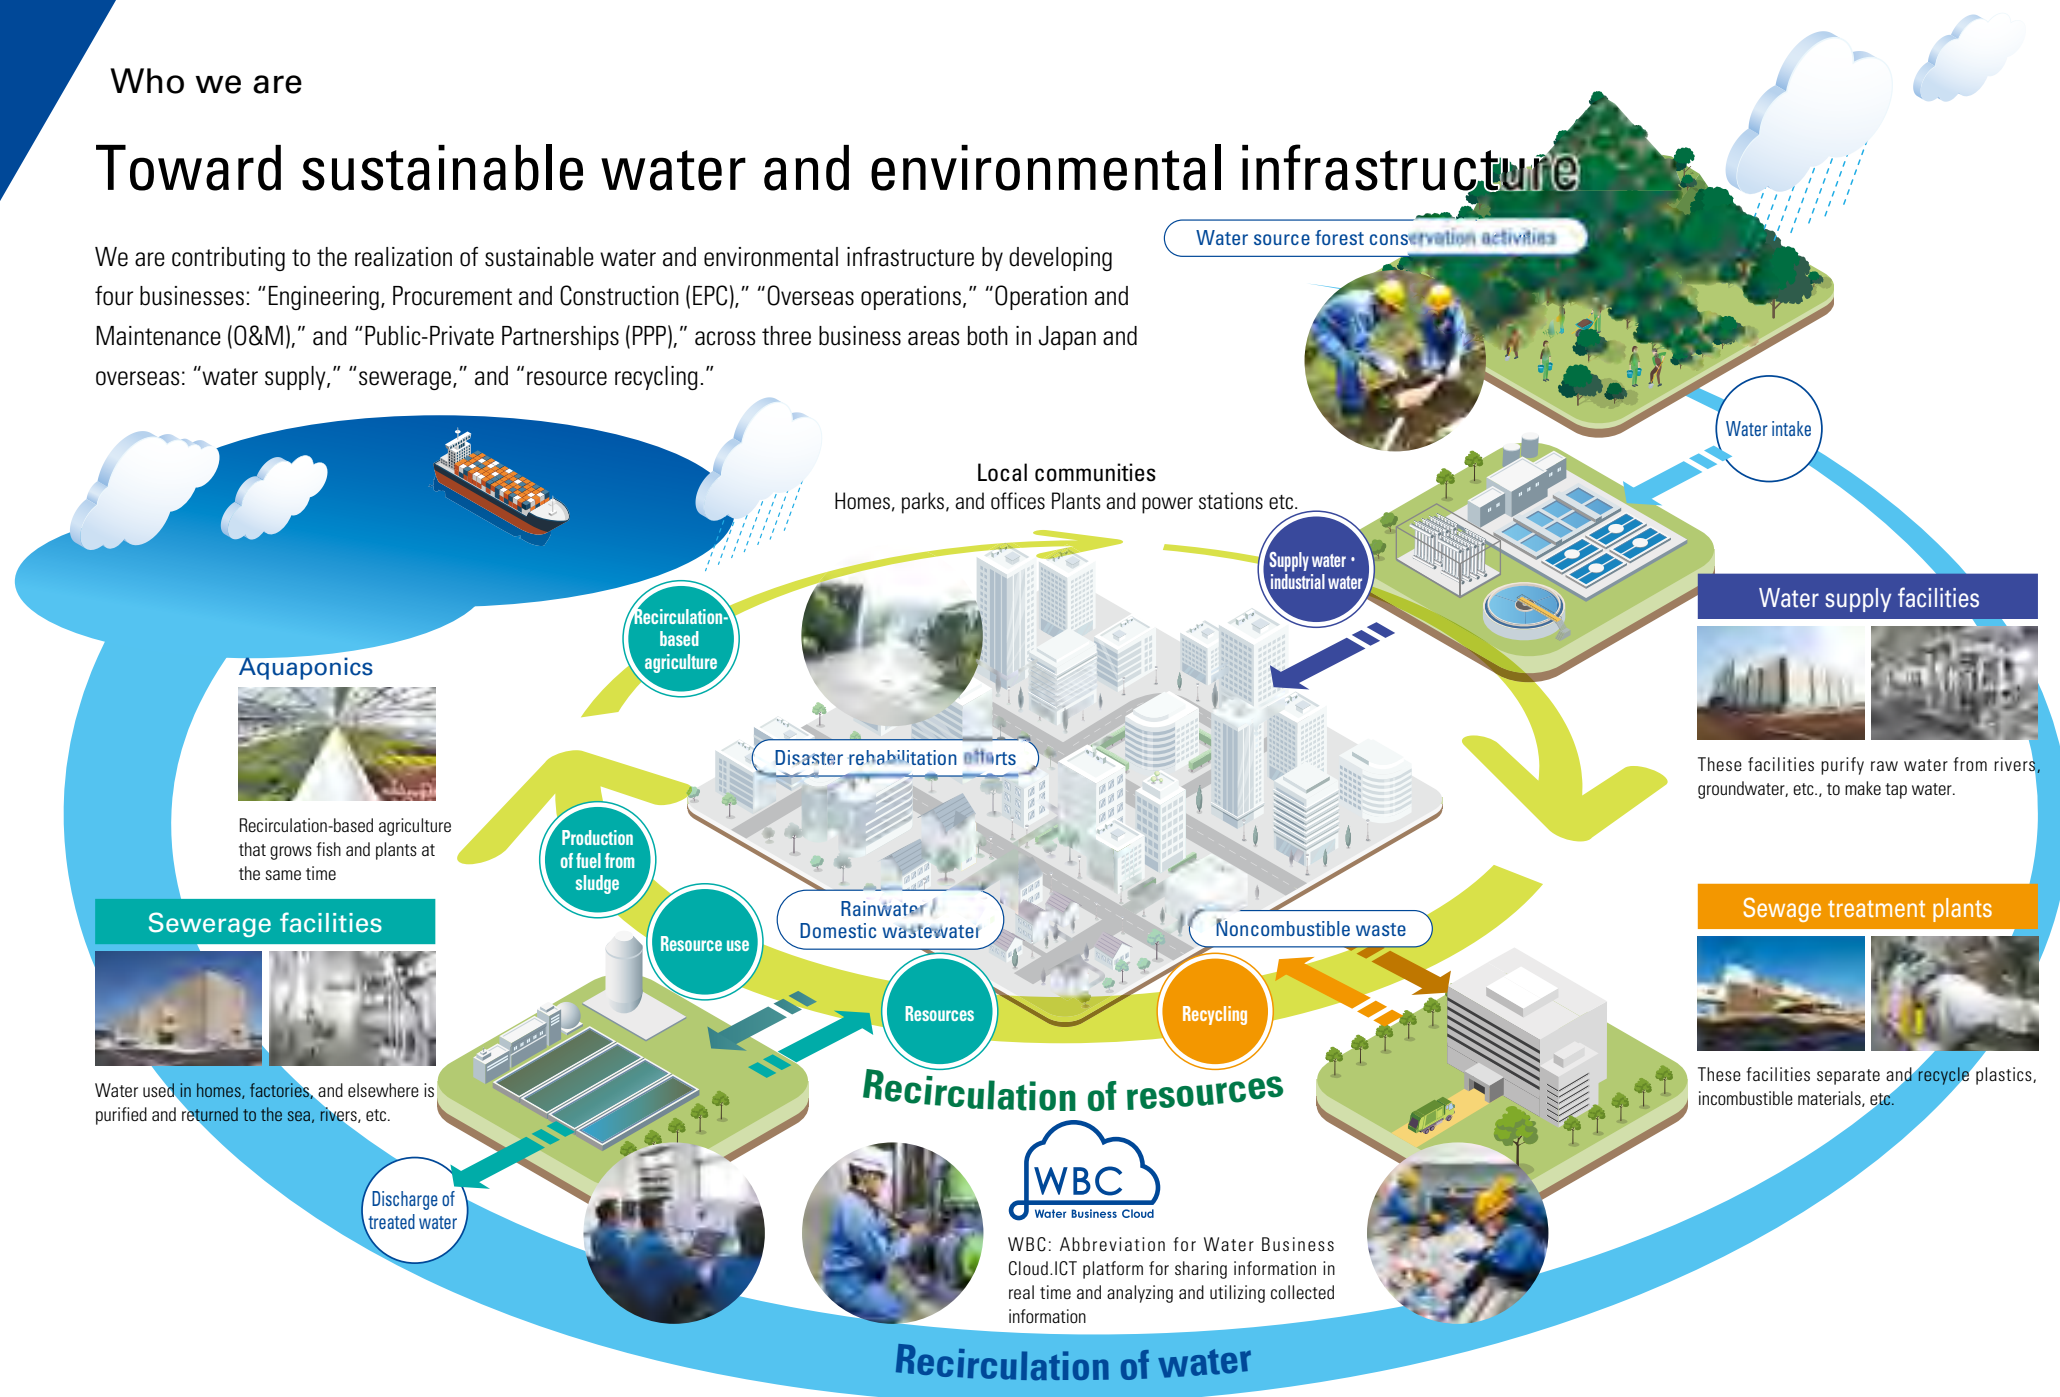 Who we are
Toward sustainable water and environmental infrastructure
We are contributing to the realization of sustainable water and environmental infrastructure by developing
four businesses: “Engineering, Procurement and Construction (EPC),” “Overseas operations,” “Operation and
Maintenance (O&M),” and “Public-Private Partnerships (PPP),” across three business areas both in Japan and
overseas: “water supply,” “sewerage,” and “resource recycling.”
Water source forest conservation activities
Water intake
Local communities
Homes, parks, and offices Plants and power stations etc.
Supply water・
industrial water
Recirculation-
based
agriculture
Water supply facilities
These facilities purify raw water from rivers,
groundwater, etc., to make tap water.
Aquaponics
Recirculation-based agriculture
that grows fish and plants at
the same time
Disaster rehabilitation efforts
Production
of fuel from
sludge
Resource use
Rainwater /
Domestic wastewater
Noncombustible waste
Sewerage facilities
Water used in homes, factories, and elsewhere is
purified and returned to the sea, rivers, etc.
Sewage treatment plants
These facilities separate and recycle plastics,
incombustible materials, etc.
Resources
Recycling
Recirculation of resources
Discharge of
treated water
WBC
Water Business Cloud
WBC: Abbreviation for Water Business
Cloud.ICT platform for sharing information in
real time and analyzing and utilizing collected
information
Recirculation of water